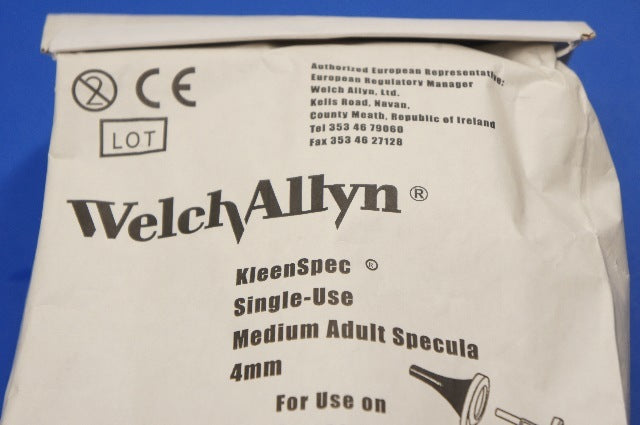 2 CE
LOT
Authorized European Representative:
European Regulatory Manager
Welch Allyn, Ltd.
Kells Road, Navan,
County Meath, Republic of Ireland
Tel 353 46 79060
Fax 353 46 27128
WelchAllyn®
KleenSpec ®
Single-Use
Medium Adult Specula
4mm
For Use on